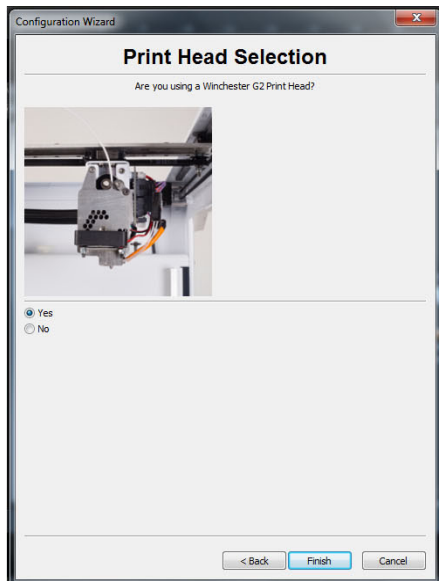 Configuration Wizard
Print Head Selection
Are you using a Winchester G2 Print Head?
Yes
No
< Back Finish Cancel